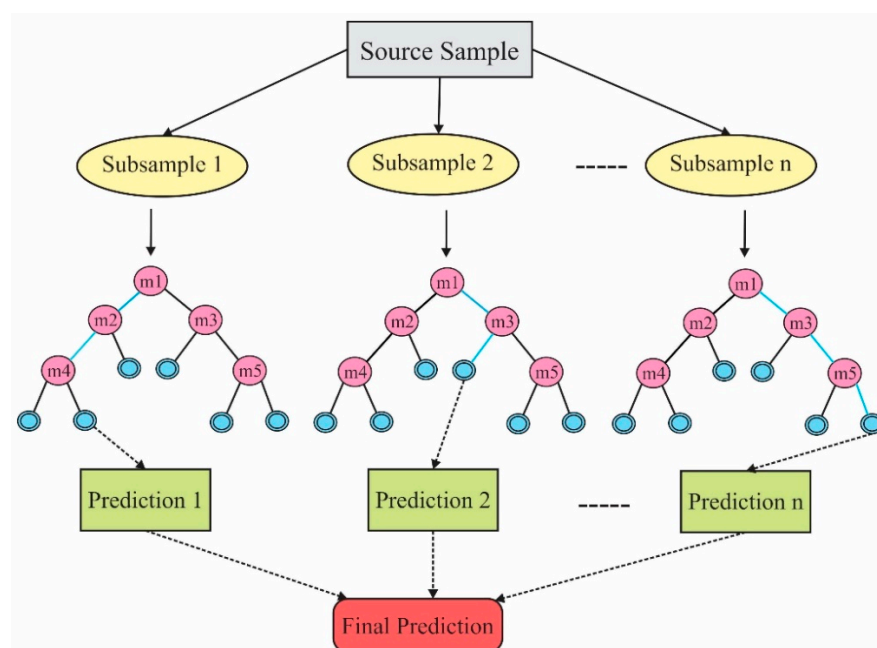 Source Sample
Subsample 1
Subsample 2
-----
Subsample n
m1
m1
m1
m2
m3
m2
m3
m2
m3
m4
m5
m4
m5
m4
m5
Prediction 1
Prediction 2
-----
Prediction n
Final Prediction